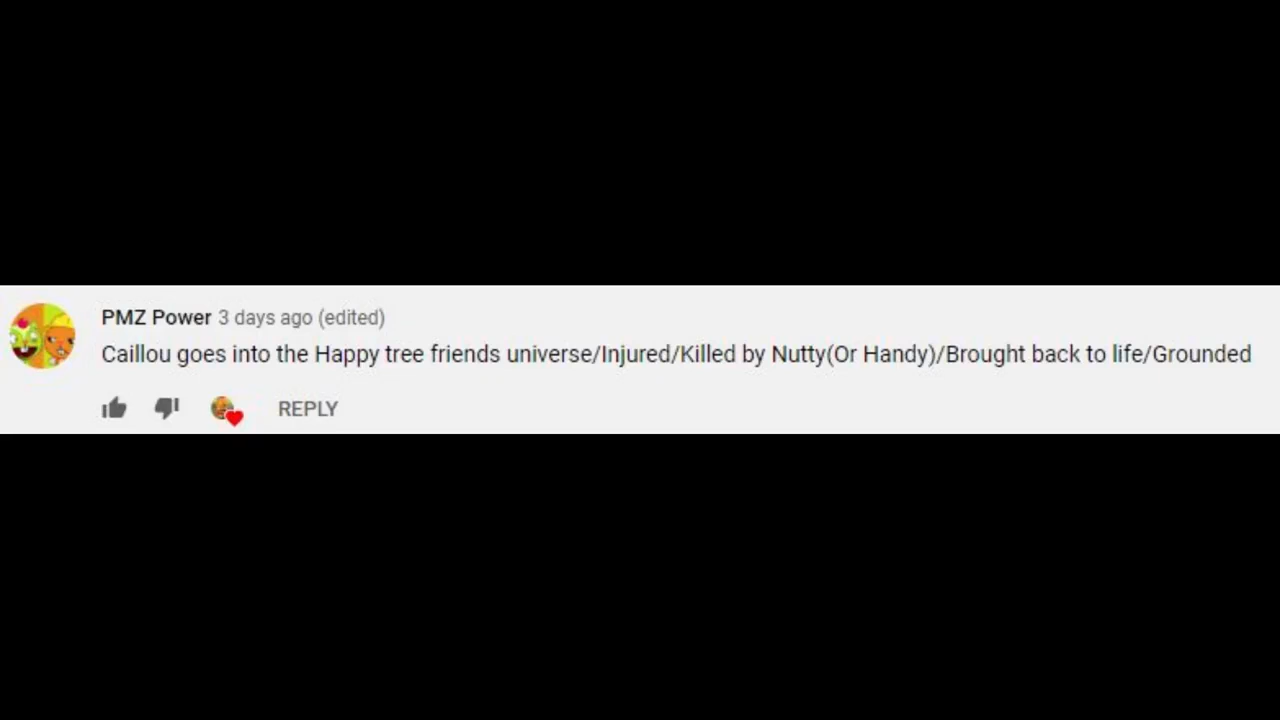 PMZ Power 3 days ago (edited)
Caillou goes into the Happy tree friends universe/Injured/Killed by Nutty(Or Handy)/Brought back to life/Grounded
REPLY